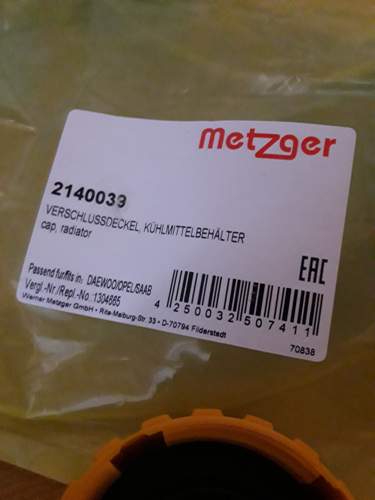 metzger
2140039
VERSCHLUSSDECKEL, KÜHLMITTELBEHÄLTER
cap, radiator
EAC
Passend für/fits in: DAEWOO/OPEL/SAAB
Vergl.-Nr./Repl.-No.:1304665
Werner Metzger GmbH - Rita-Maiburg-Str. 33 - D-70794 Filderstadt
4 250032 507411
70838